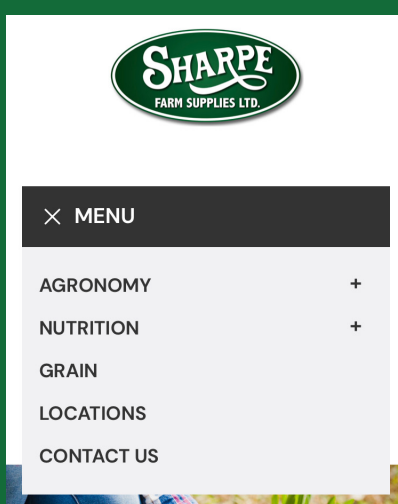 SHARPE
FARM SUPPLIES LTD.
MENU
AGRONOMY +
NUTRITION +
GRAIN
LOCATIONS
CONTACT US